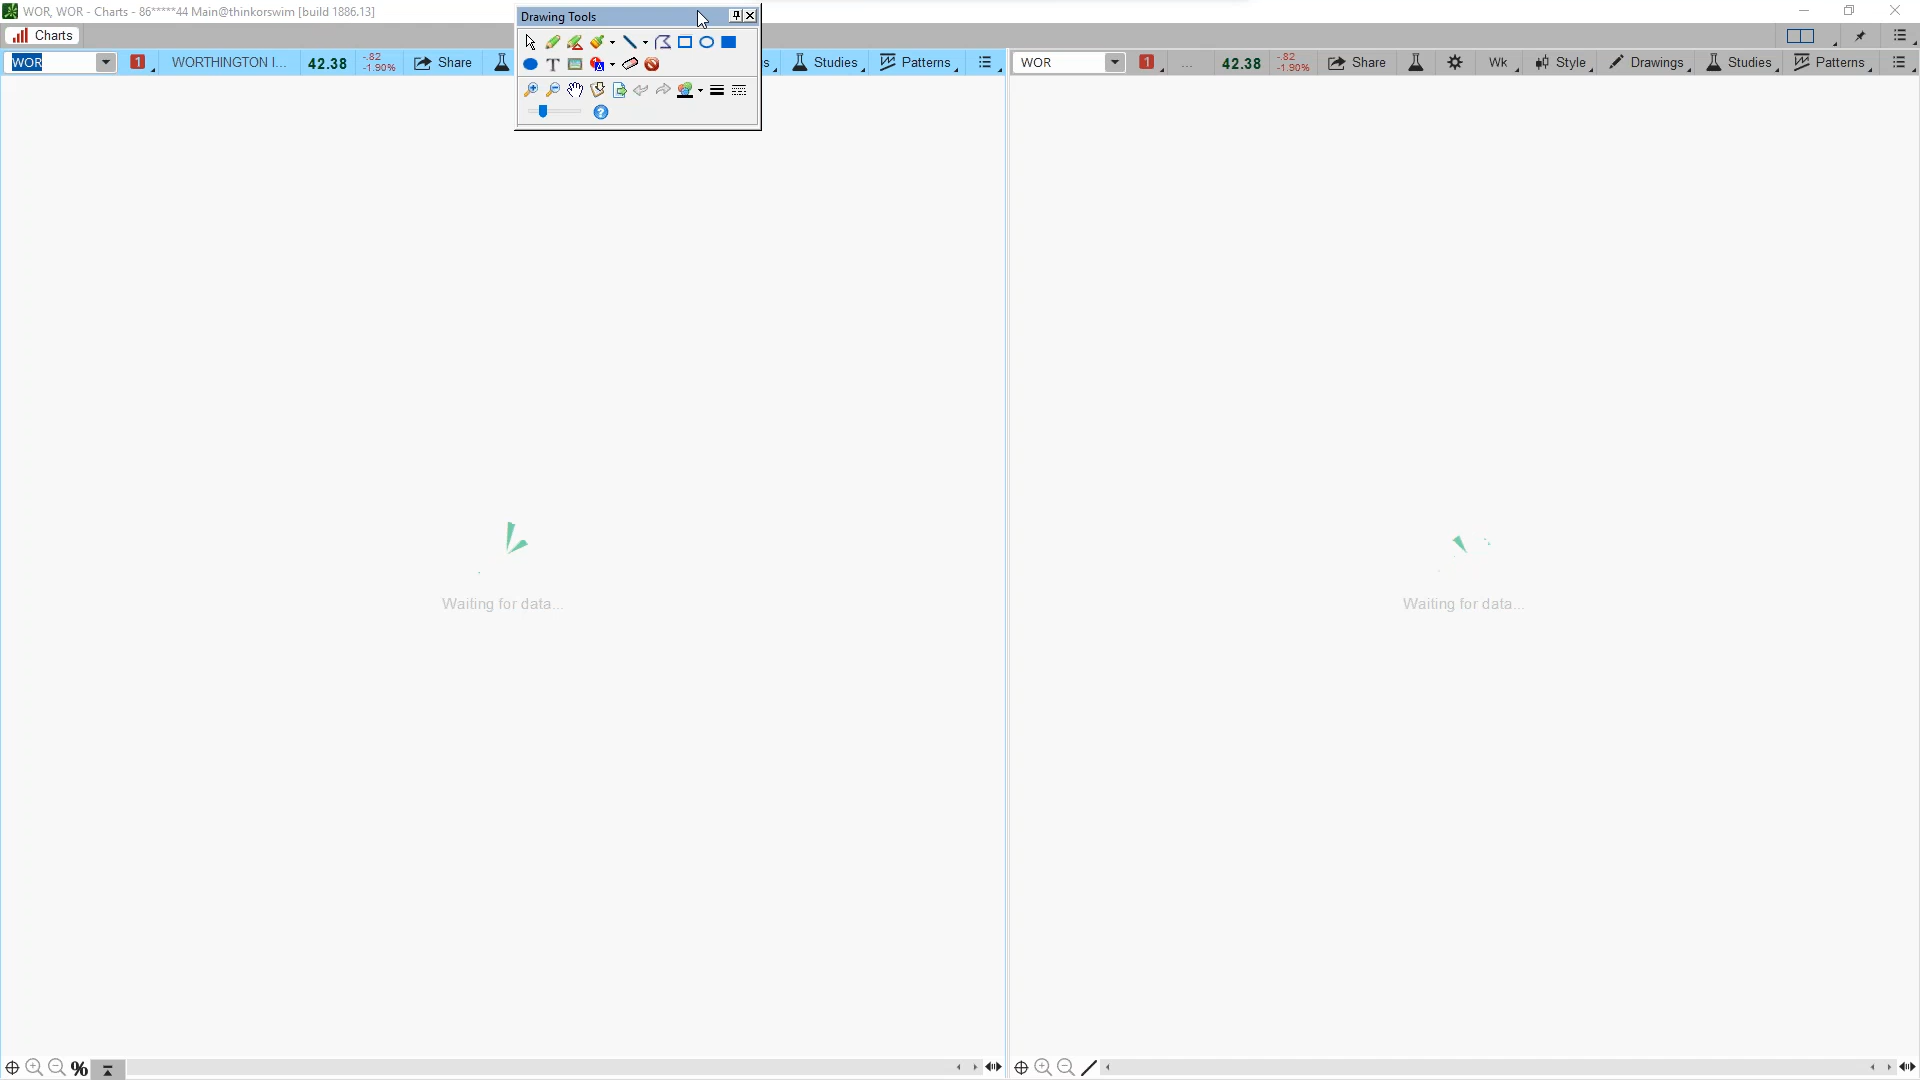 WOR, WOR - Charts - 86*****44 Main@thinkorswim [build 1886.13]
Drawing Tools
Charts
WOR
1
WORTHINGTON I...
42.38
-.82
-1.90%
Share
s
Studies
Patterns
WOR
1
...
42.38
-.82
-1.90%
Share
Wk
Style
Drawings
Studies
Patterns
T
A
?
Waiting for data...
Waiting for data...
%